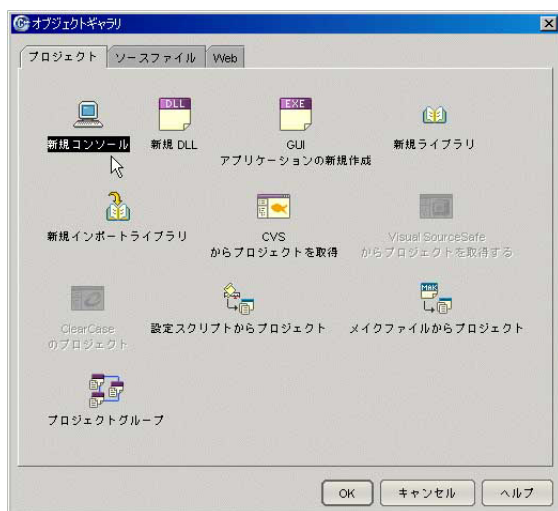 オブジェクトギャラリ
プロジェクト ソースファイル Web
DLL EXE
新規コンソール 新規 DLL GUI アプリケーションの新規作成 新規ライブラリ
新規インポートライブラリ CVS からプロジェクトを取得 Visual SourceSafe からプロジェクトを取得する
MAK
ClearCase のプロジェクト 設定スクリプトからプロジェクト メイクファイルからプロジェクト
プロジェクトグループ
OK キャンセル ヘルプ